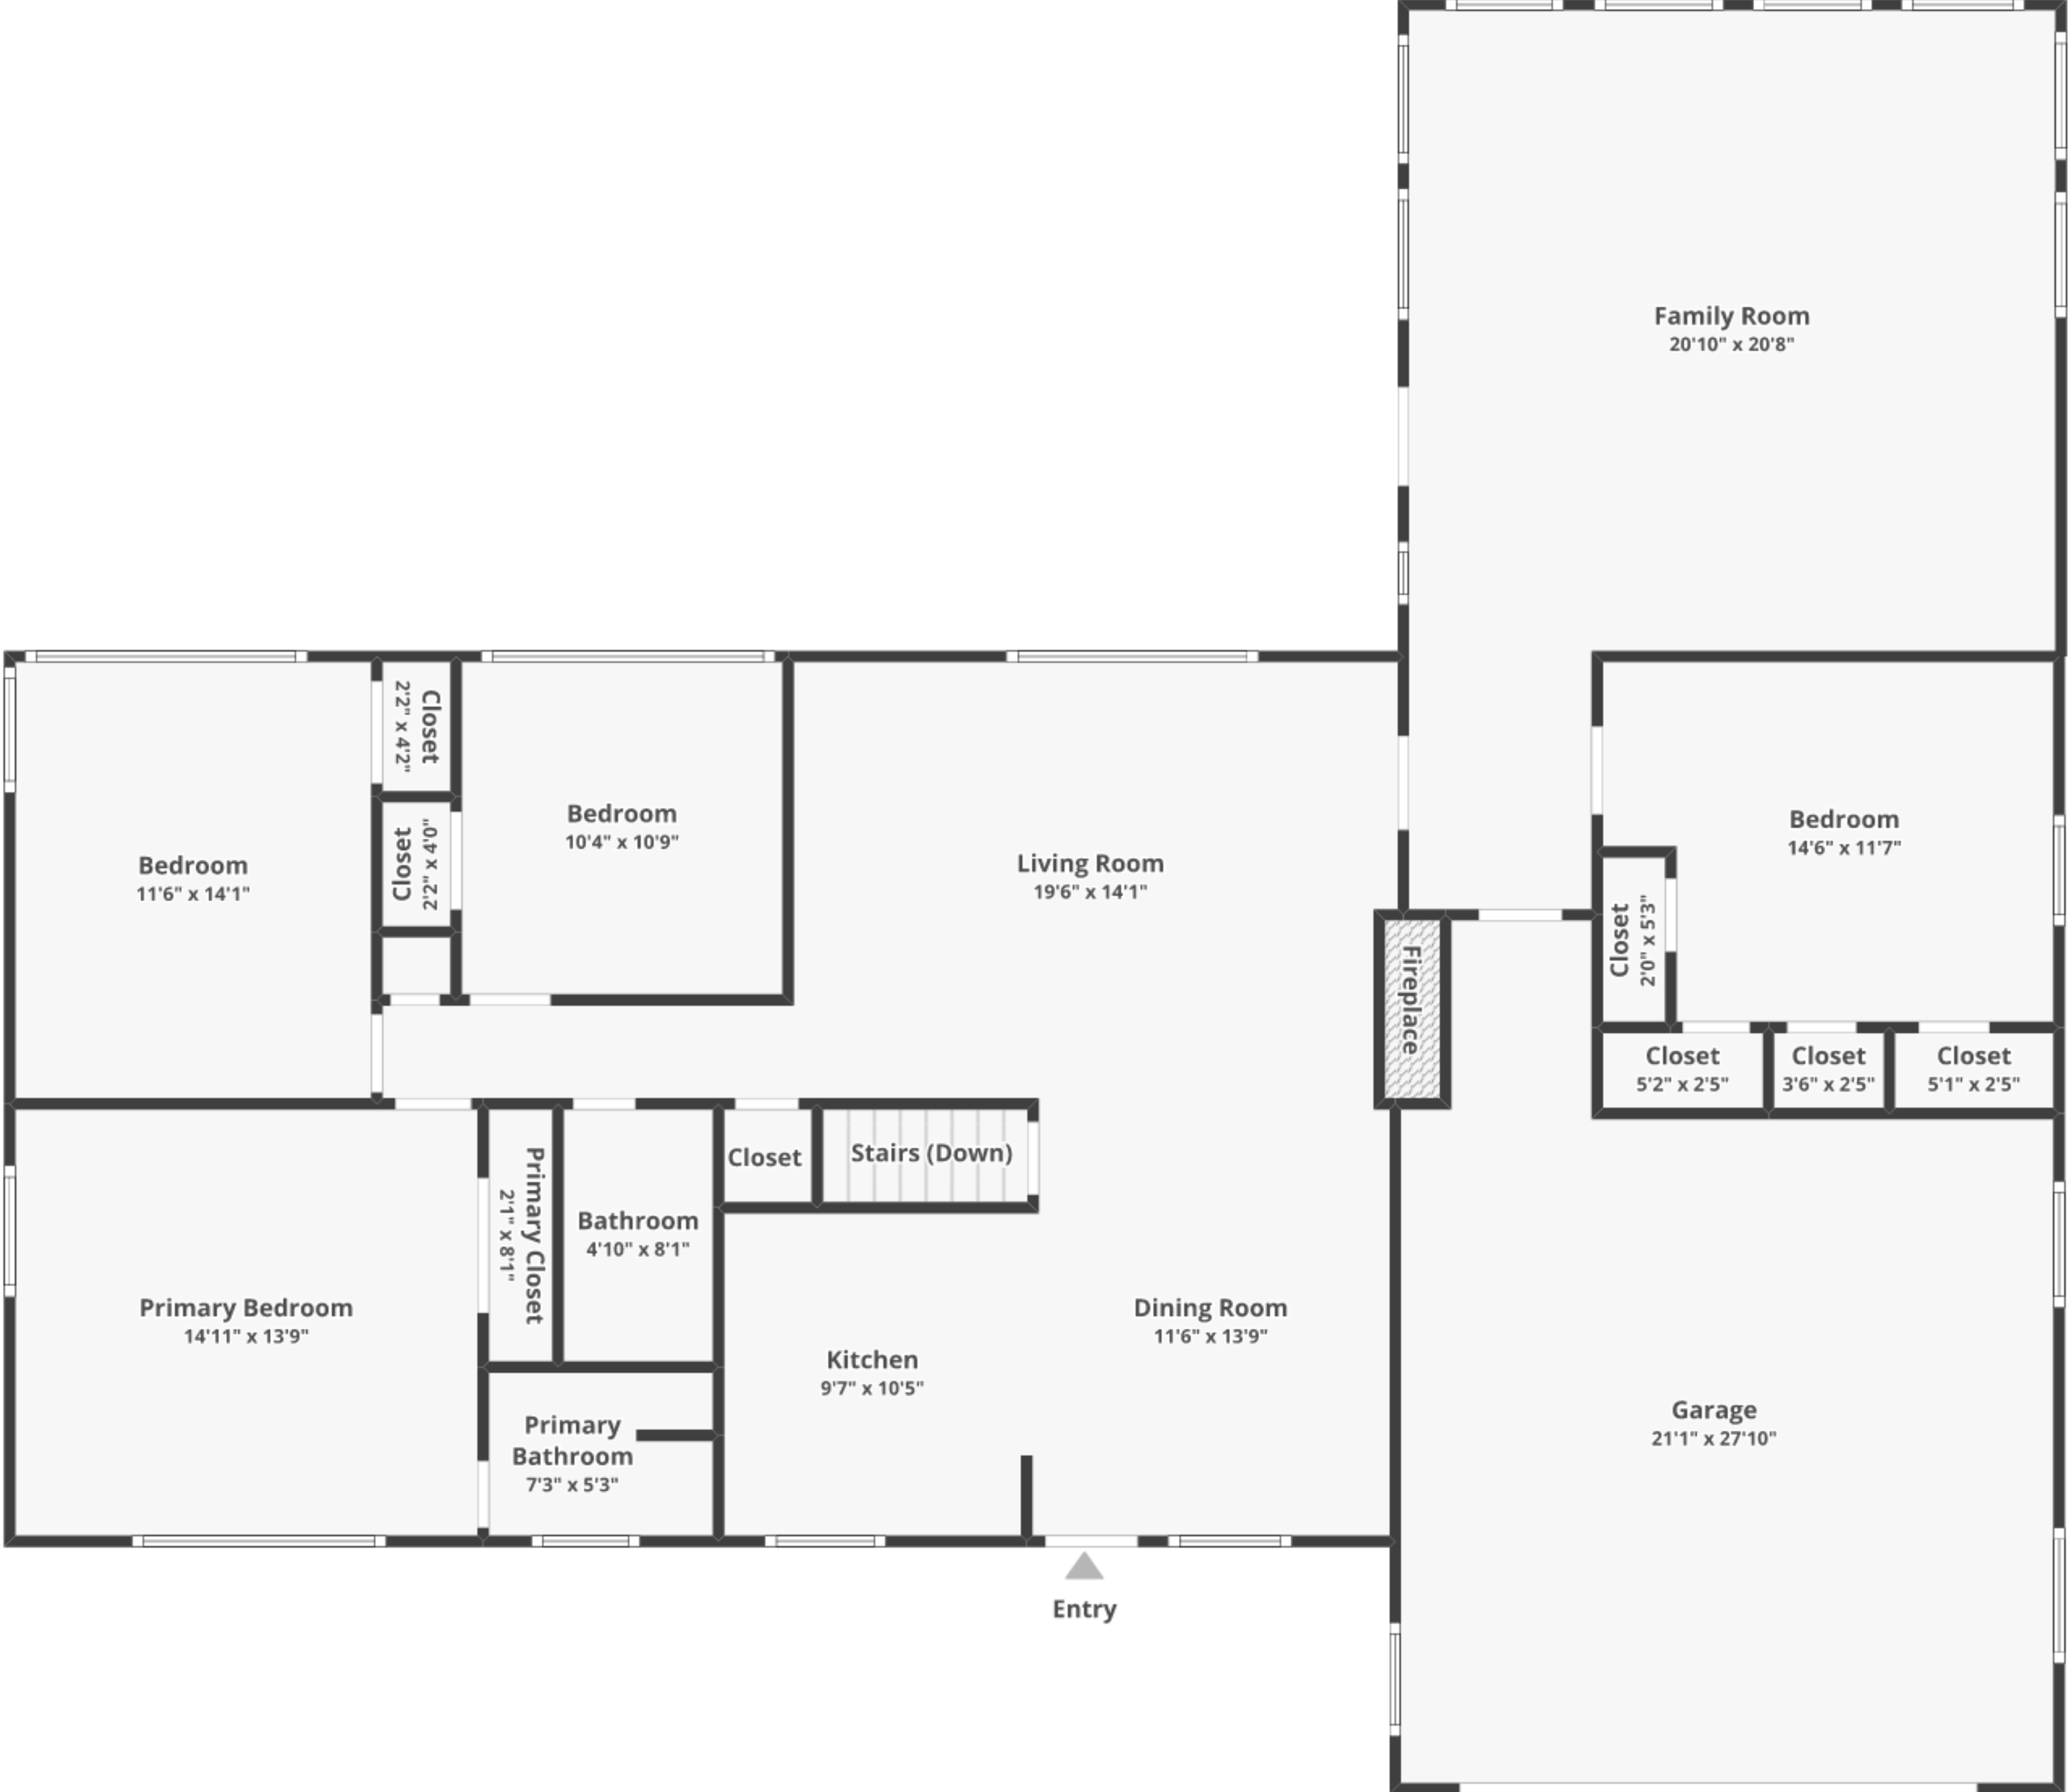 Family Room
20'10" x 20'8"
Closet
2'2" x 4'2"
Closet
2'2" x 4'0"
Bedroom
10'4" x 10'9"
Bedroom
11'6" x 14'1"
Living Room
19'6" x 14'1"
Bedroom
14'6" x 11'7"
Closet
2'0" x 5'3"
Fireplace
Closet
5'2" x 2'5"
Closet
3'6" x 2'5"
Closet
5'1" x 2'5"
Primary Closet
2'1" x 8'1"
Bathroom
4'10" x 8'1"
Closet
Stairs (Down)
Primary Bedroom
14'11" x 13'9"
Dining Room
11'6" x 13'9"
Kitchen
9'7" x 10'5"
Primary
Bathroom
7'3" x 5'3"
Garage
21'1" x 27'10"
Entry